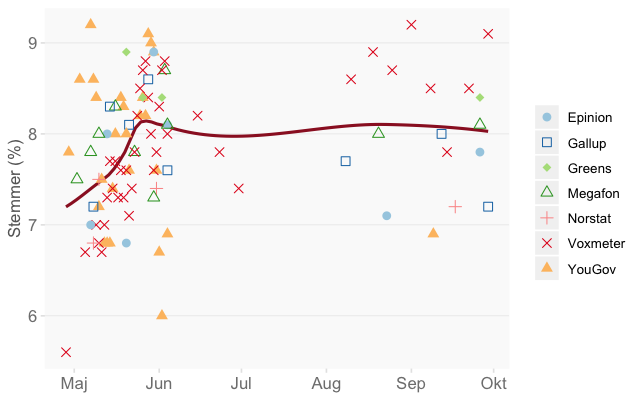 Stemmer (%)
9
8
7
6
Maj Jun Jul Aug Sep Okt
Epinion
Gallup
Greens
Megafon
Norstat
Voxmeter
YouGov